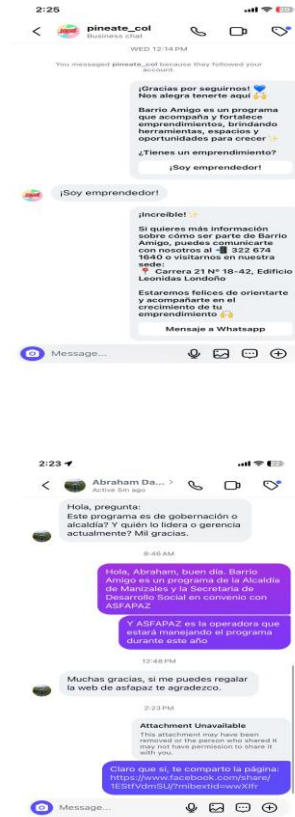 2:25
pineate_col
Business chat
WED 12:14 PM
You messaged pineate_col because they followed your
account.
¡Gracias por seguirnos! 💙
Nos alegra tenerte aquí 🙌
Barrio Amigo es un programa
que acompaña y fortalece
emprendimientos, brindando
herramientas, espacios y
oportunidades para crecer ✨
¿Tienes un emprendimiento?
¡Soy emprendedor!
¡Soy emprendedor!
¡Increíble! ✨
Si quieres más información
sobre cómo ser parte de Barrio
Amigo, puedes comunicarte
con nosotros al 📲 322 674
1640 o visitarnos en nuestra
sede:
📍 Carrera 21 N° 18-42, Edificio
Leonidas Londoño
Estaremos felices de orientarte
y acompañarte en el
crecimiento de tu
emprendimiento 🙌
Mensaje a Whatsapp
Message...
2:23
Abraham Da... >
Active 5m ago
Hola, pregunta:
Este programa es de gobernación o
alcaldía? Y quién lo lidera o gerencia
actualmente? Mil gracias.
8:46 AM
Hola, Abraham, buen día. Barrio
Amigo es un programa de la Alcaldía
de Manizales y la Secretaria de
Desarrollo Social en convenio con
ASFAPAZ
Y ASFAPAZ es la operadora que
estará manejando el programa
durante este año
12:48 PM
Muchas gracias, si me puedes regalar
la web de asfapaz te agradezco.
2:23 PM
Attachment Unavailable
This attachment may have been
removed or the person who shared it
may not have permission to share it
with you.
Claro que si, te comparto la página:
https://www.facebook.com/share/
1EStfVdmSU/?mibextid=wwXIfr
Message...